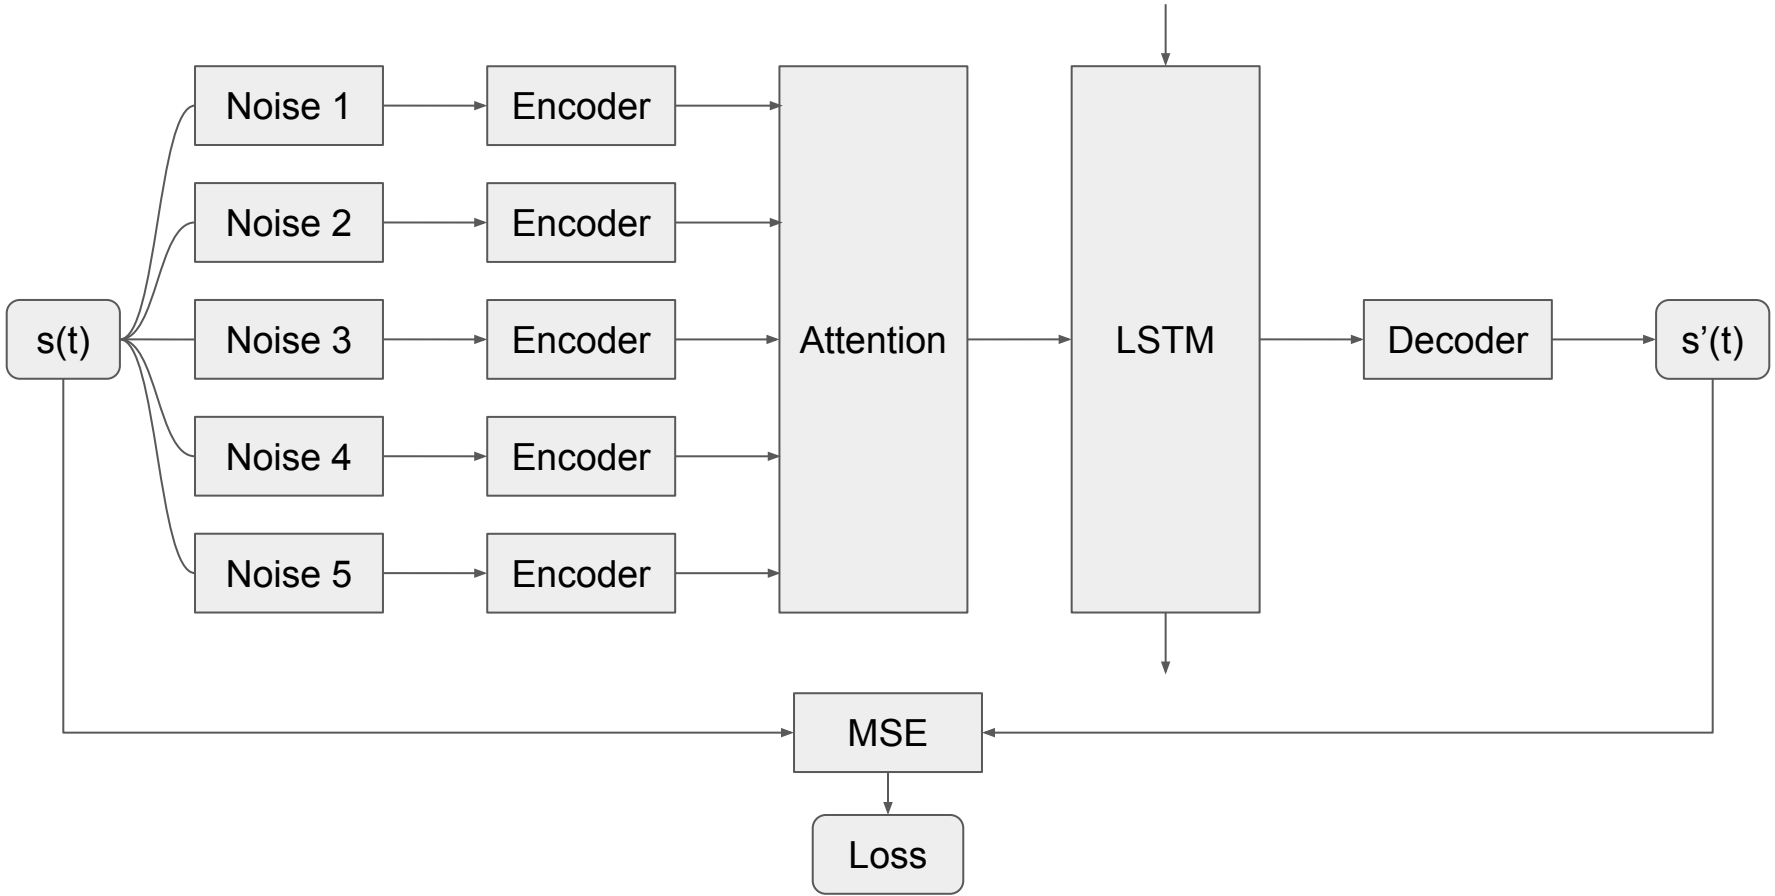 s(t)
Noise 1
Encoder
Noise 2
Encoder
Noise 3
Encoder
Noise 4
Encoder
Noise 5
Encoder
Attention
LSTM
Decoder
s’(t)
MSE
Loss